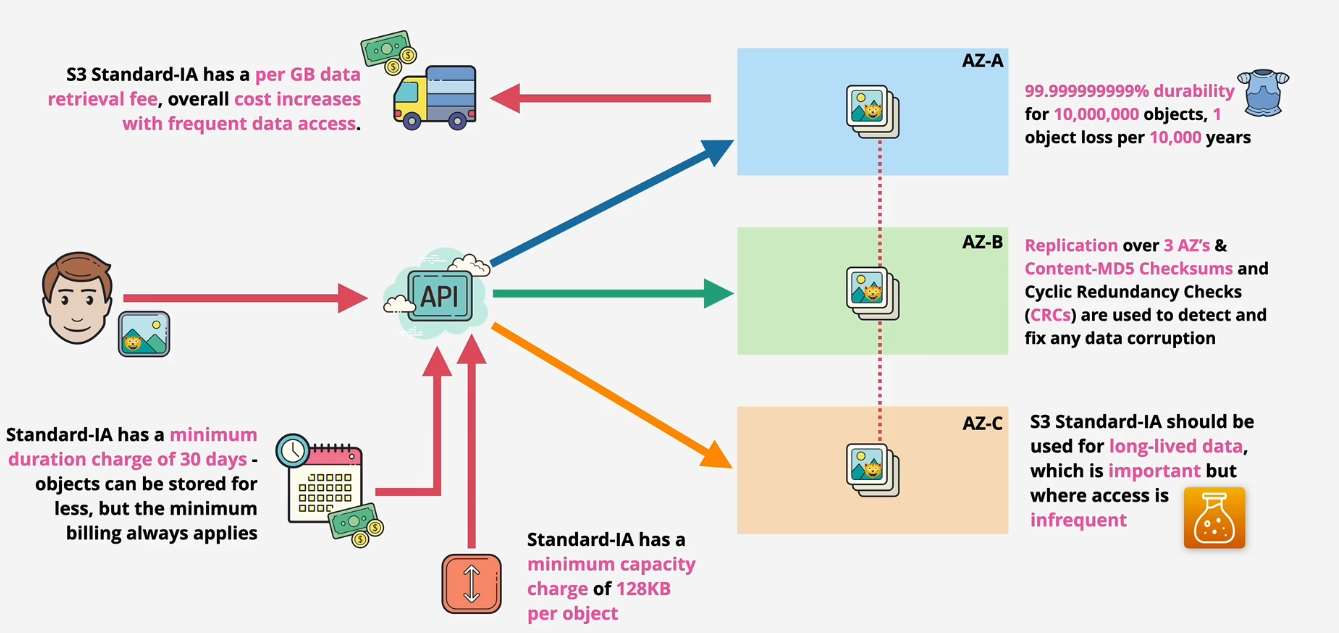 S3 Standard-IA has a per GB data
retrieval fee, overall cost increases
with frequent data access.
AZ-A
99.999999999% durability
for 10,000,000 objects, 1
object loss per 10,000 years
API
AZ-B
Replication over 3 AZ's &
Content-MD5 Checksums and
Cyclic Redundancy Checks
(CRCs) are used to detect and
fix any data corruption
Standard-IA has a minimum
duration charge of 30 days -
objects can be stored for
less, but the minimum
billing always applies
Standard-IA has a
minimum capacity
charge of 128KB
per object
AZ-C
S3 Standard-IA should be
used for long-lived data,
which is important but
where access is
infrequent